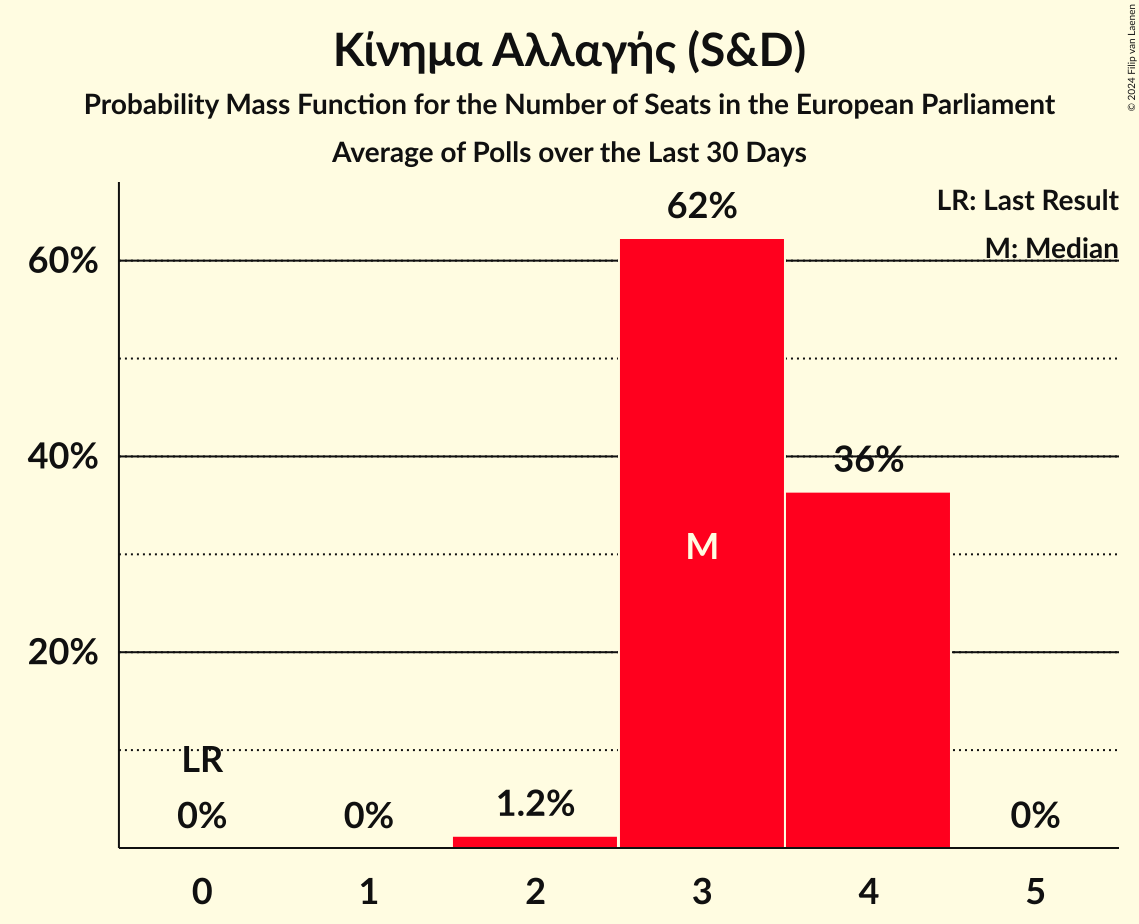 Κίνημα Αλλαγής (S&D)
Probability Mass Function for the Number of Seats in the European Parliament
Average of Polls over the Last 30 Days
© 2024 Filip van Laenen
LR: Last Result
M: Median
62%
60%
40%
36%
M
20%
LR
0%
0%
1.2%
0%
0
1
2
3
4
5